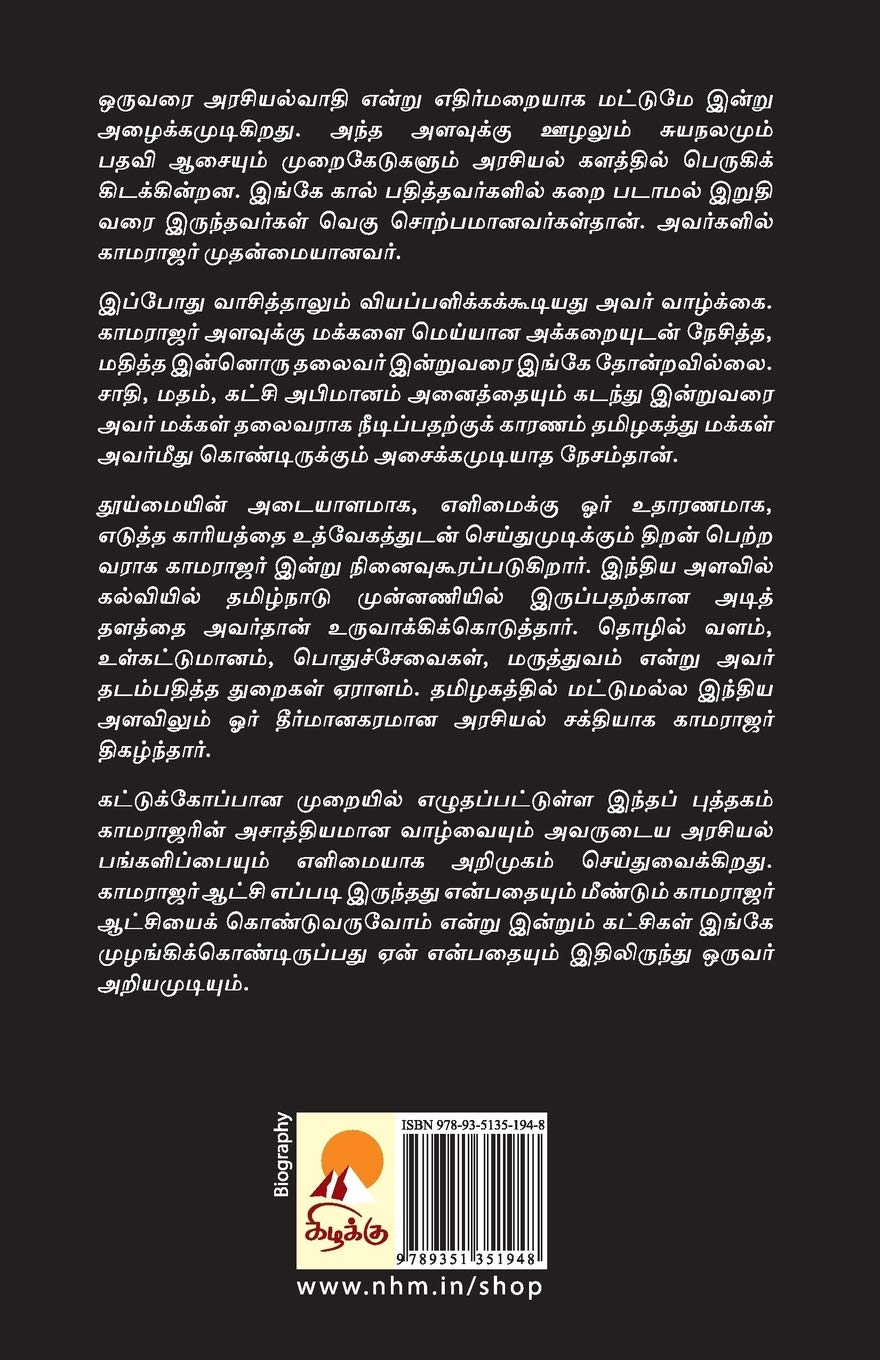 ஒருவரை அரசியல்வாதி என்று எதிர்மறையாக மட்டுமே இன்று
அழைக்கமுடிகிறது. அந்த அளவுக்கு ஊழலும் சுயநலமும்
பதவி ஆசையும் முறைகேடுகளும் அரசியல் களத்தில் பெருகிக்
கிடக்கின்றன. இங்கே கால் பதித்தவர்களில் கறை படாமல் இறுதி
வரை இருந்தவர்கள் வெகு சொற்பமானவர்கள்தான். அவர்களில்
காமராஜர் முதன்மையானவர்.
இப்போது வாசித்தாலும் வியப்பளிக்கக்கூடியது அவர் வாழ்க்கை.
காமராஜர் அளவுக்கு மக்களை மெய்யான அக்கறையுடன் நேசித்த,
மதித்த இன்னொரு தலைவர் இன்றுவரை இங்கே தோன்றவில்லை.
சாதி, மதம், கட்சி அபிமானம் அனைத்தையும் கடந்து இன்றுவரை
அவர் மக்கள் தலைவராக நீடிப்பதற்குக் காரணம் தமிழகத்து மக்கள்
அவர்மீது கொண்டிருக்கும் அசைக்கமுடியாத நேசம்தான்.
தூய்மையின் அடையாளமாக, எளிமைக்கு ஓர் உதாரணமாக,
எடுத்த காரியத்தை உத்வேகத்துடன் செய்துமுடிக்கும் திறன் பெற்ற
வராக காமராஜர் இன்று நினைவுகூரப்படுகிறார். இந்திய அளவில்
கல்வியில் தமிழ்நாடு முன்னணியில் இருப்பதற்கான அடித்
தளத்தை அவர்தான் உருவாக்கிக்கொடுத்தார். தொழில் வளம்,
உள்கட்டுமானம், பொதுச்சேவைகள், மருத்துவம் என்று அவர்
தடம்பதித்த துறைகள் ஏராளம். தமிழகத்தில் மட்டுமல்ல இந்திய
அளவிலும் ஓர் தீர்மானகரமான அரசியல் சக்தியாக காமராஜர்
திகழ்ந்தார்.
கட்டுக்கோப்பான முறையில் எழுதப்பட்டுள்ள இந்தப் புத்தகம்
காமராஜரின் அசாத்தியமான வாழ்வையும் அவருடைய அரசியல்
பங்களிப்பையும் எளிமையாக அறிமுகம் செய்துவைக்கிறது.
காமராஜர் ஆட்சி எப்படி இருந்தது என்பதையும் மீண்டும் காமராஜர்
ஆட்சியைக் கொண்டுவருவோம் என்று இன்றும் கட்சிகள் இங்கே
முழங்கிக்கொண்டிருப்பது ஏன் என்பதையும் இதிலிருந்து ஒருவர்
அறியமுடியும்.
Biography
ISBN 978-93-5135-194-8
கிழக்கு
9 789351 351948
www.nhm.in/shop